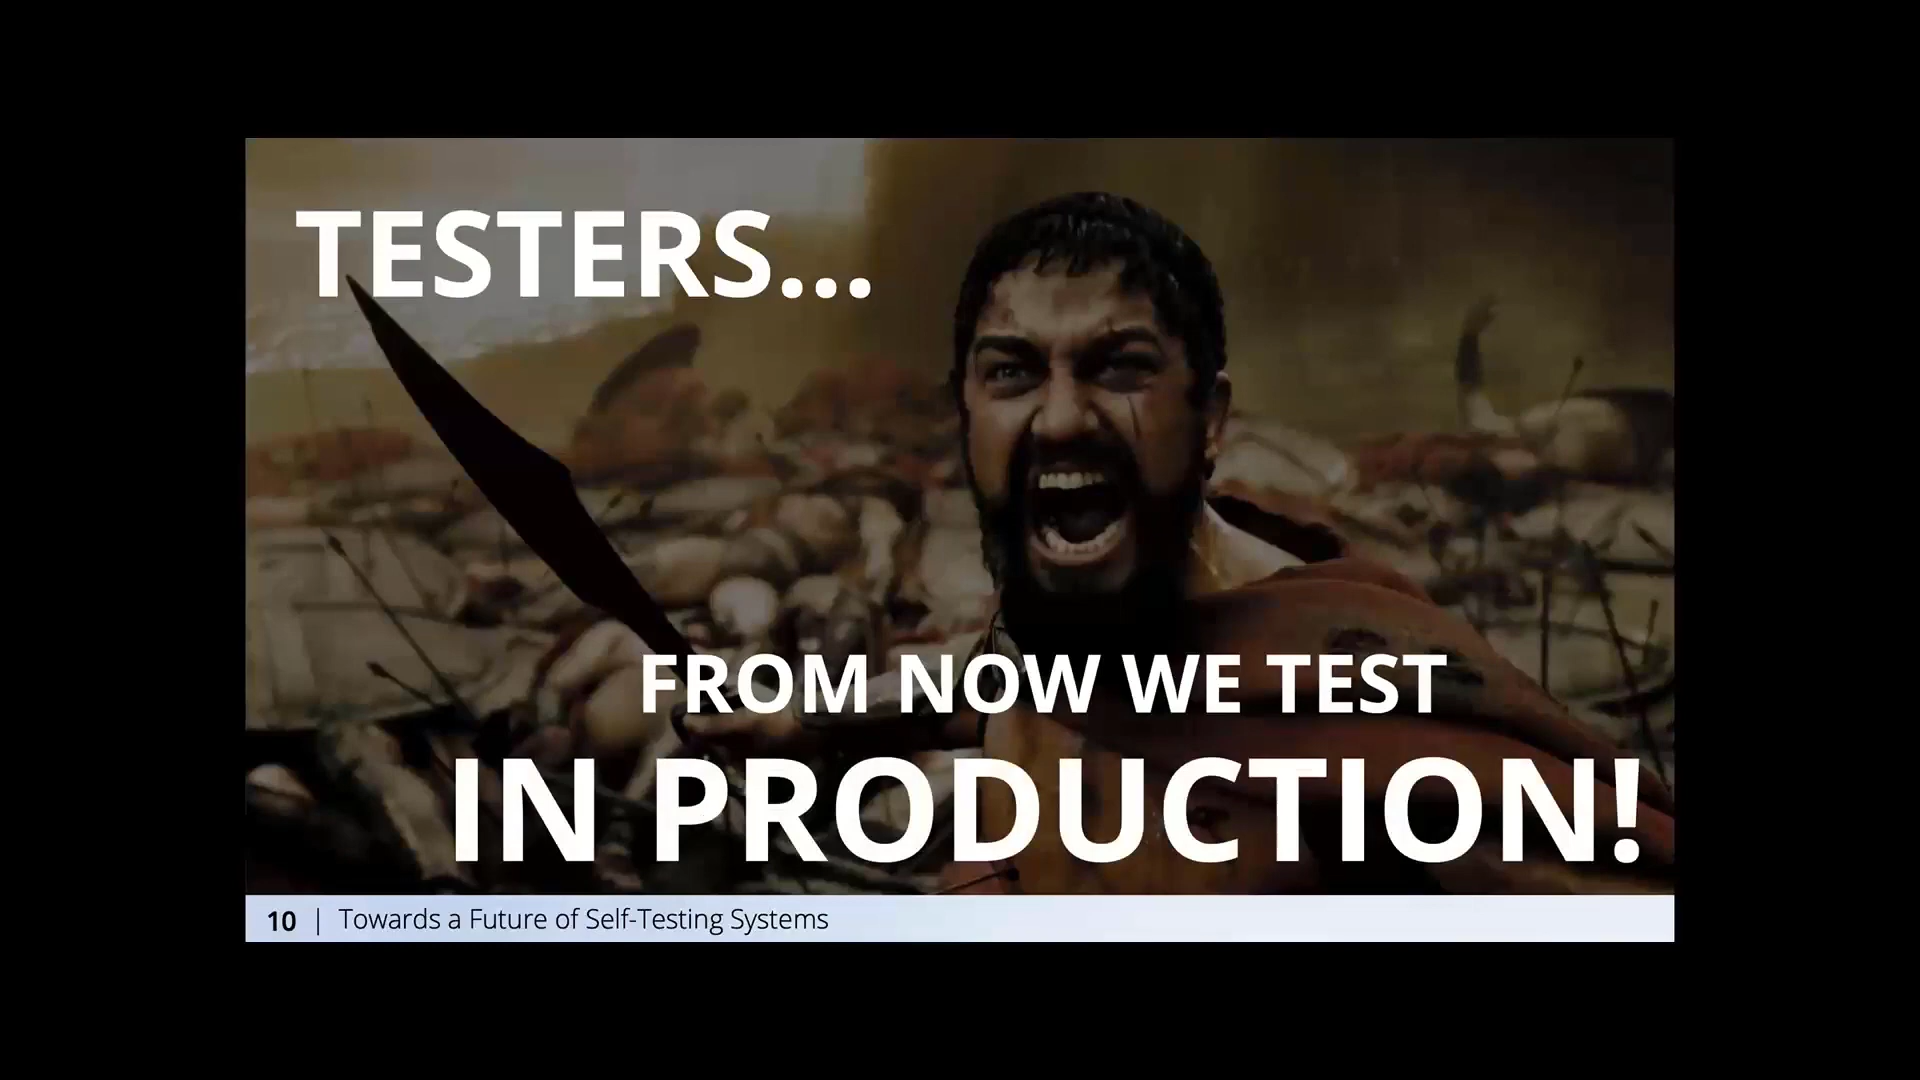 TESTERS...
FROM NOW WE TEST
IN PRODUCTION!
10 | Towards a Future of Self-Testing Systems